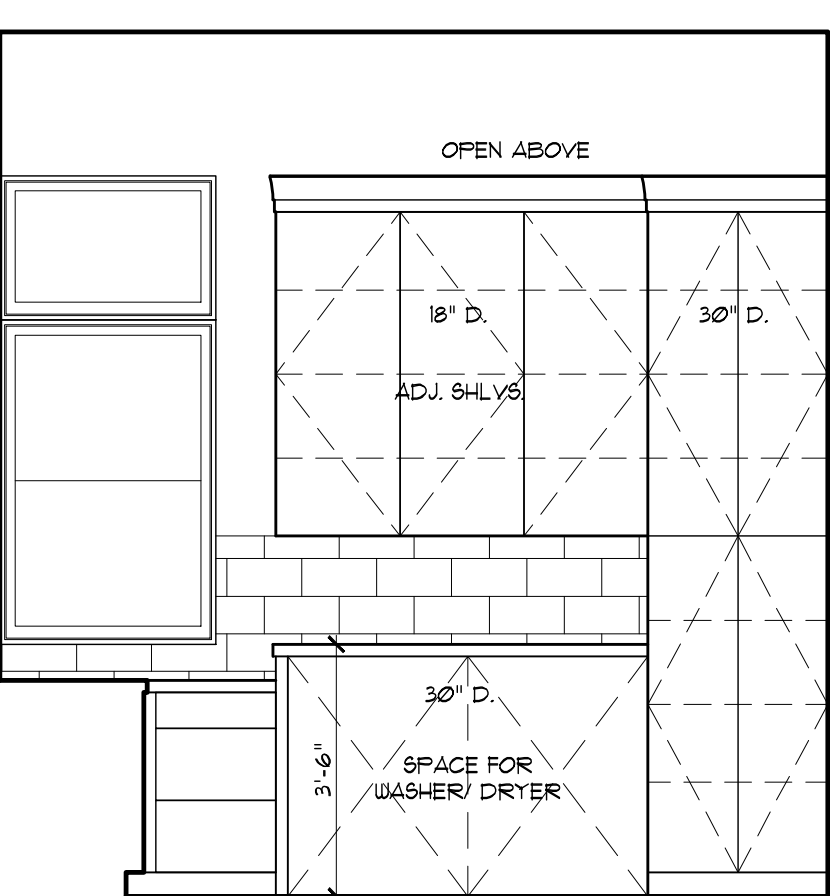 OPEN ABOVE
18" D.
30" D.
ADJ. SHLVS.
30" D.
3'-6"
SPACE FOR
WASHER/ DRYER